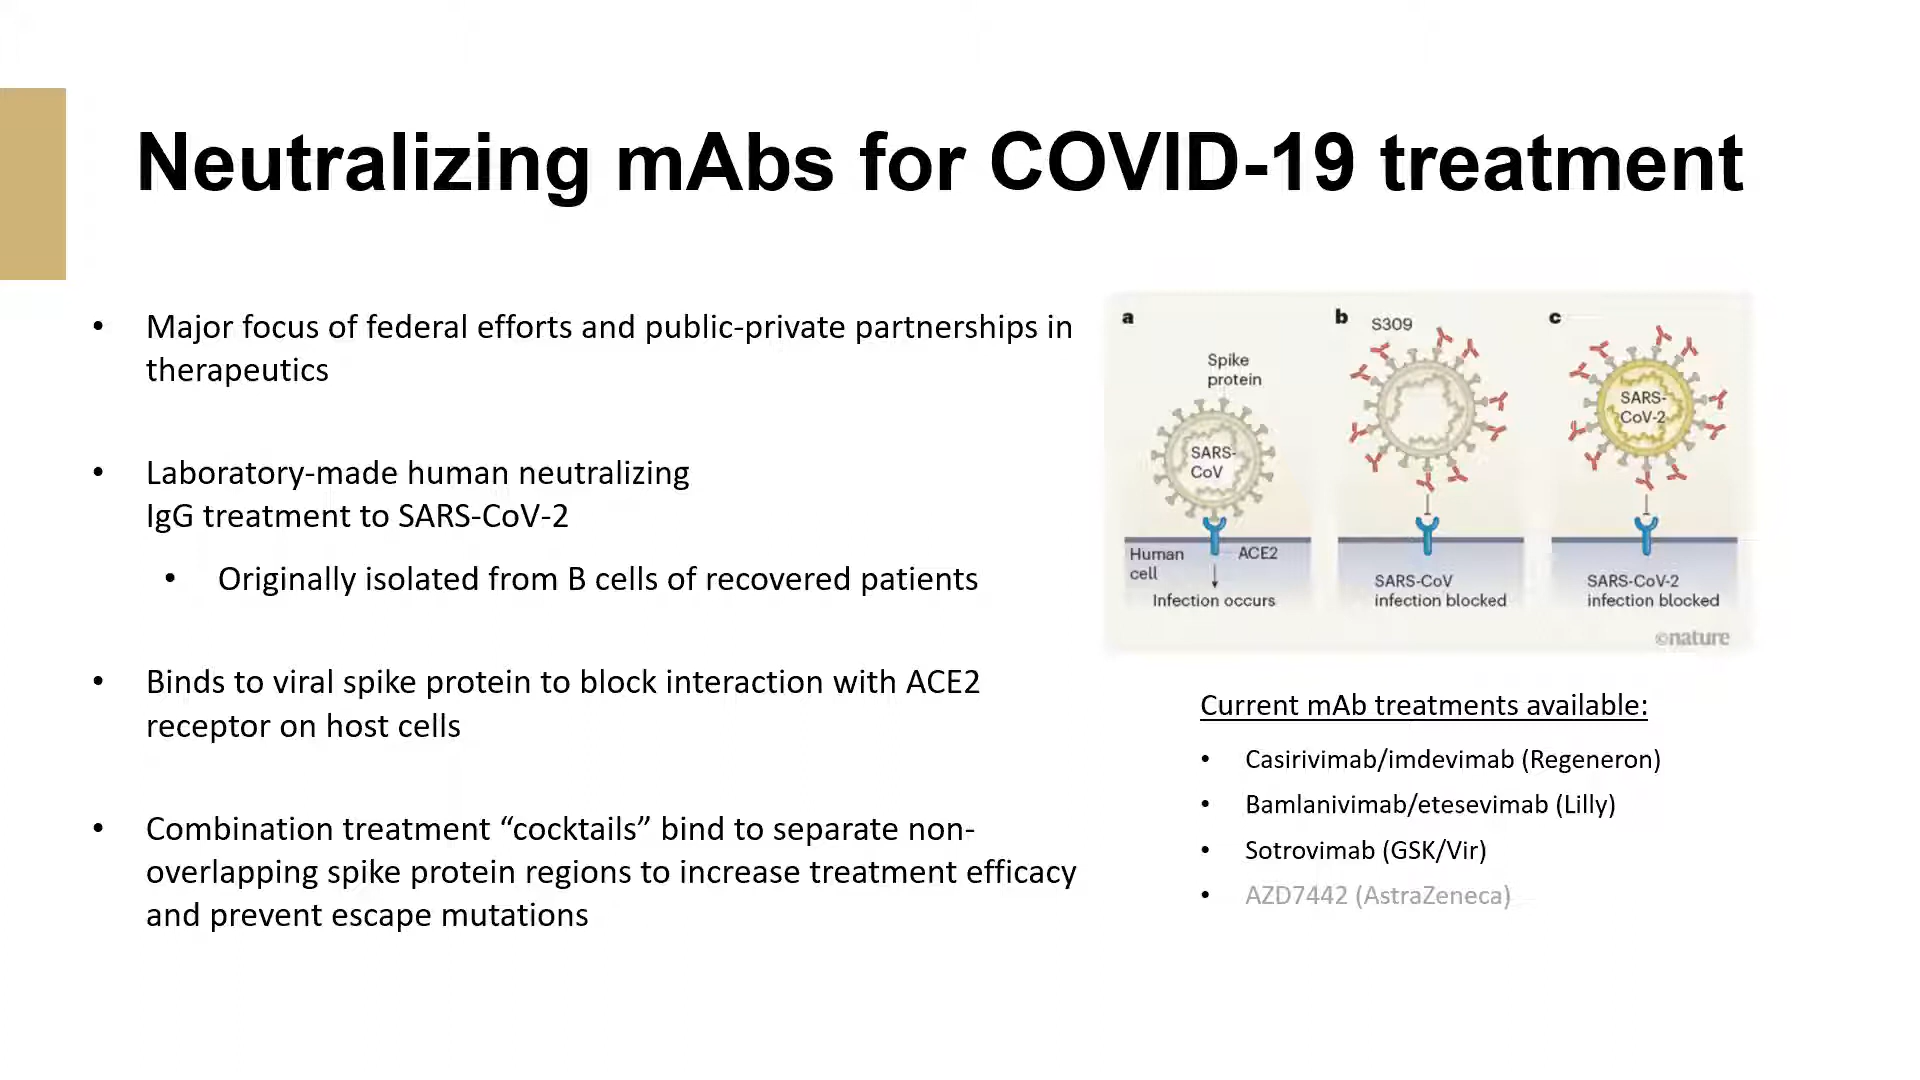 Neutralizing mAbs for COVID-19 treatment
• Major focus of federal efforts and public-private partnerships in
therapeutics
• Laboratory-made human neutralizing
IgG treatment to SARS-CoV-2
• Originally isolated from B cells of recovered patients
• Binds to viral spike protein to block interaction with ACE2
receptor on host cells
• Combination treatment “cocktails” bind to separate non-
overlapping spike protein regions to increase treatment efficacy
and prevent escape mutations
a
Spike
protein
SARS-
CoV
Human
cell
ACE2
Infection occurs
b
S309
SARS-CoV
infection blocked
c
SARS-
CoV-2
SARS-CoV-2
infection blocked
©nature
Current mAb treatments available:
• Casirivimab/imdevimab (Regeneron)
• Bamlanivimab/etesevimab (Lilly)
• Sotrovimab (GSK/Vir)
• AZD7442 (AstraZeneca)